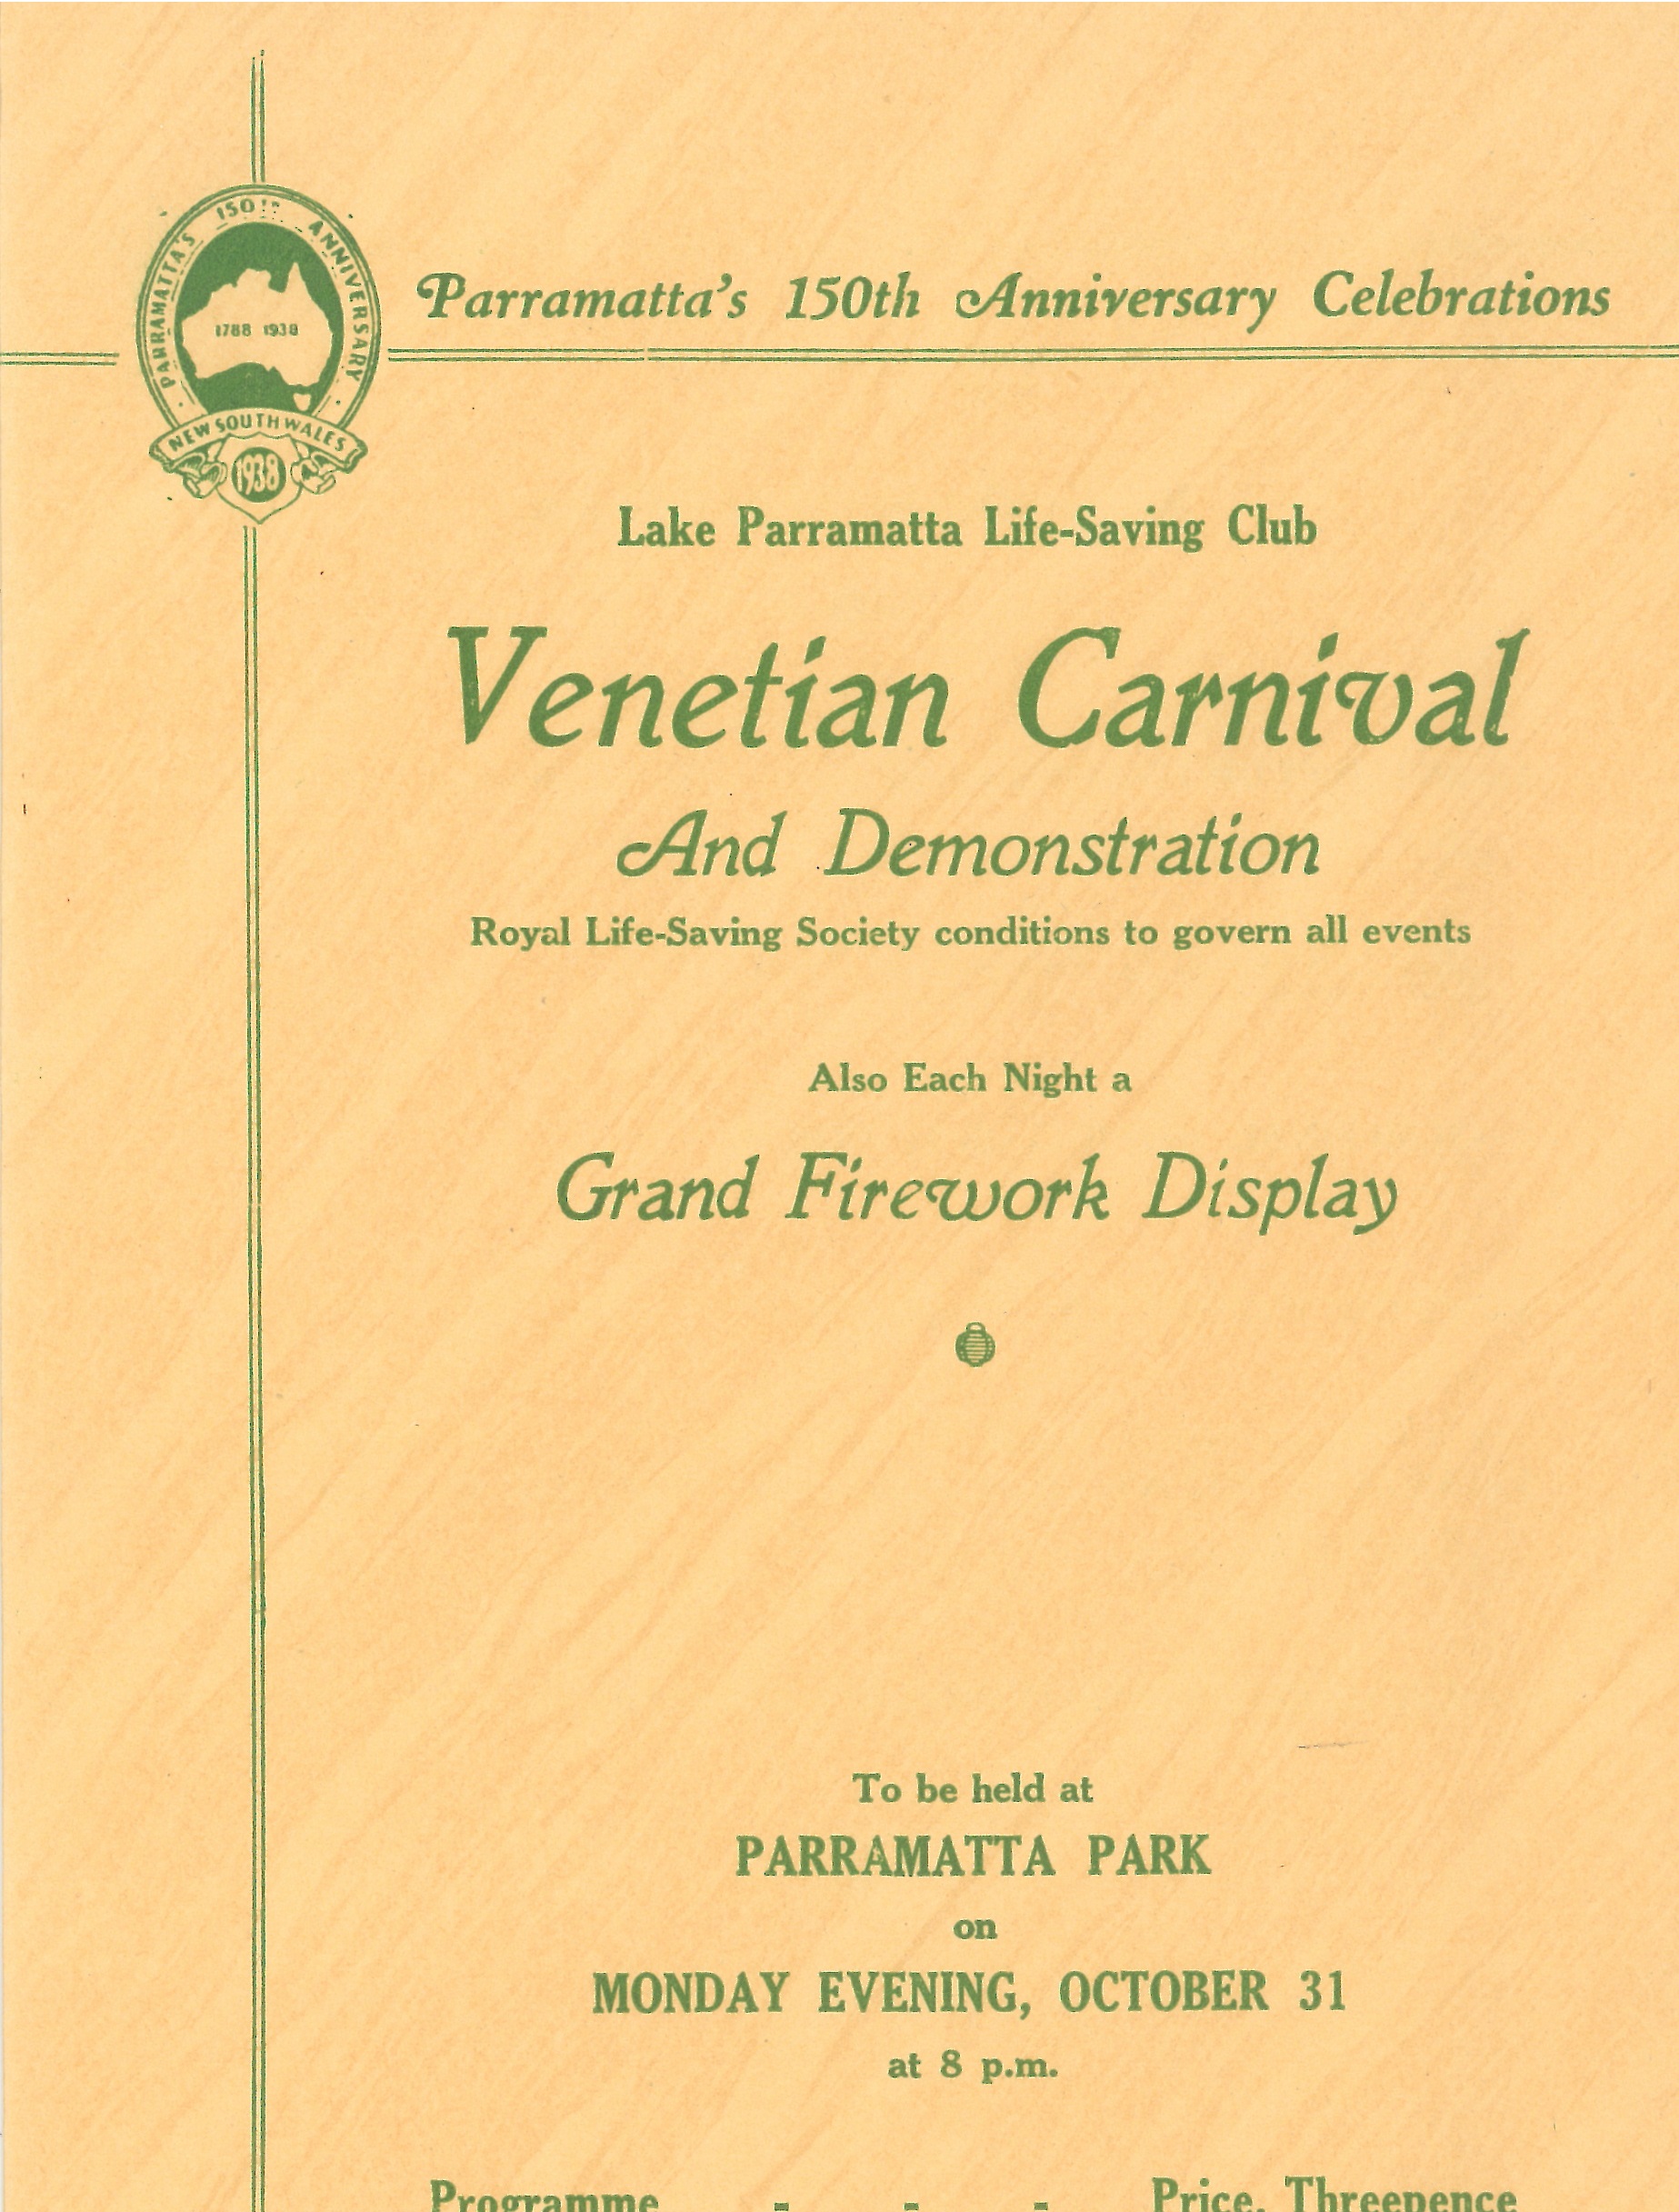 PARRAMATTA'S 150TH ANNIVERSARY
1788 1938
NEW SOUTH WALES
1938
Parramatta's 150th Anniversary Celebrations
Lake Parramatta Life-Saving Club
Venetian Carnival
And Demonstration
Royal Life-Saving Society conditions to govern all events
Also Each Night a
Grand Firework Display
To be held at
PARRAMATTA PARK
on
MONDAY EVENING, OCTOBER 31
at 8 p.m.
Programme - - - Price, Threepence